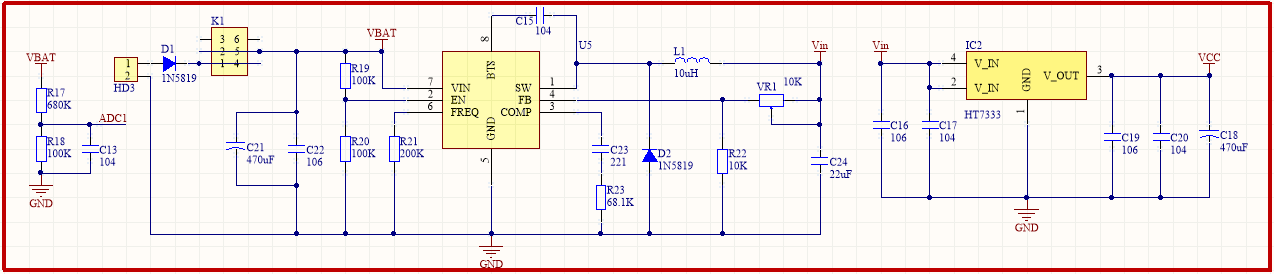 VBAT
R17
680K
ADC1
R18
100K
C13
104
GND
1
2
HD3
D1
1N5819
K1
3 6
2 5
1 4
C21
470uF
C22
106
VBAT
R19
100K
R20
100K
R21
200K
C15
104
8
BTS
U5
7 VIN
2 EN
6 FREQ
SW 1
FB 4
COMP 3
GND
5
GND
C23
221
R23
68.1K
D2
1N5819
L1
10uH
R22
10K
VR1
10K
Vin
C24
22uF
Vin
C16
106
C17
104
IC2
4 V_IN
2 V_IN
GND
V_OUT 3
HT7333
1
GND
C19
106
C20
104
VCC
C18
470uF